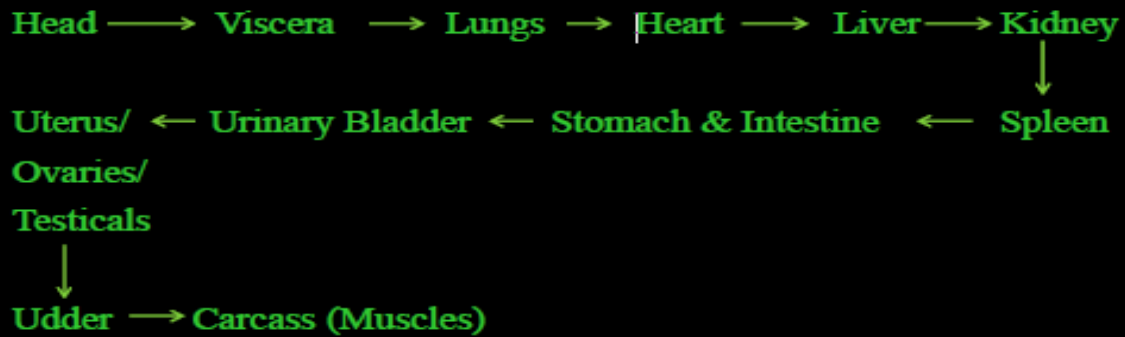 Head → Viscera → Lungs → Heart → Liver → Kidney
Uterus/ ← Urinary Bladder ← Stomach & Intestine ← Spleen
Ovaries/
Testicals
Udder → Carcass (Muscles)